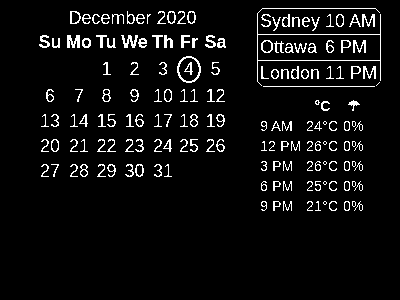 December 2020
Su Mo Tu We Th Fr Sa
1 2 3 4 5
6 7 8 9 10 11 12
13 14 15 16 17 18 19
20 21 22 23 24 25 26
27 28 29 30 31
Sydney 10 AM
Ottawa 6 PM
London 11 PM
°C ☂
9 AM 24°C 0%
12 PM 26°C 0%
3 PM 26°C 0%
6 PM 25°C 0%
9 PM 21°C 0%